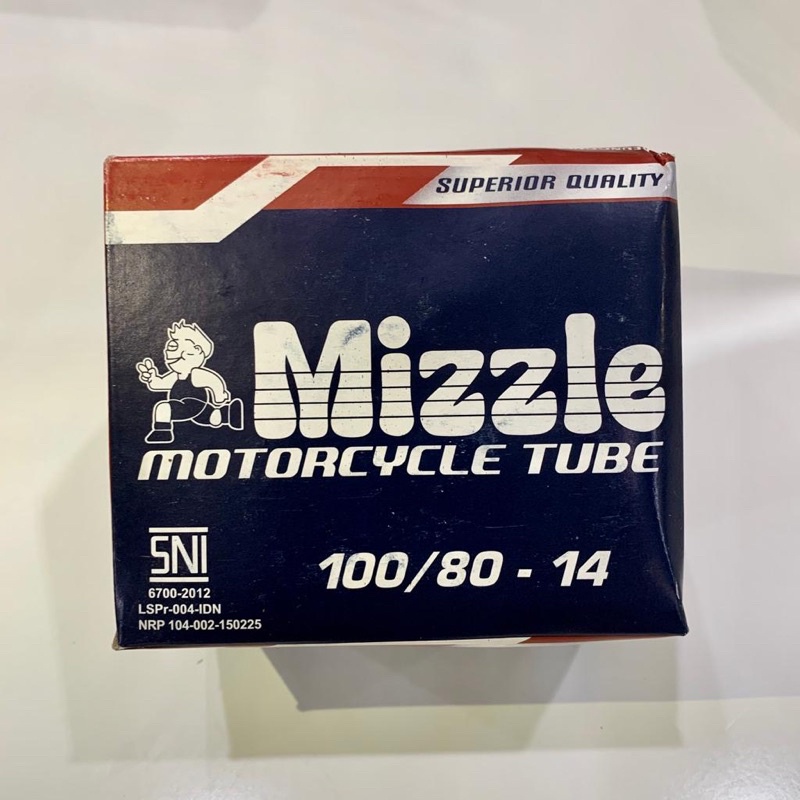 SUPERIOR QUALITY
Mizzle
MOTORCYCLE TUBE
SNI
6700-2012
LSPr-004-IDN
NRP 104-002-150225
100/80 - 14